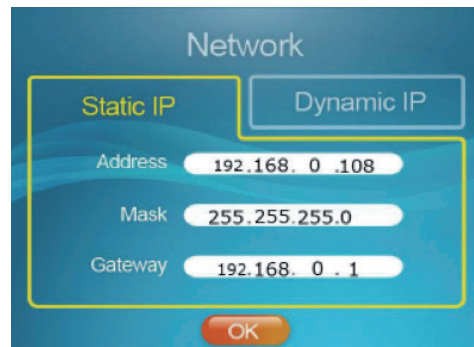 Network
Static IP Dynamic IP
Address 192.168. 0 .108
Mask 255.255.255.0
Gateway 192.168. 0 . 1
OK